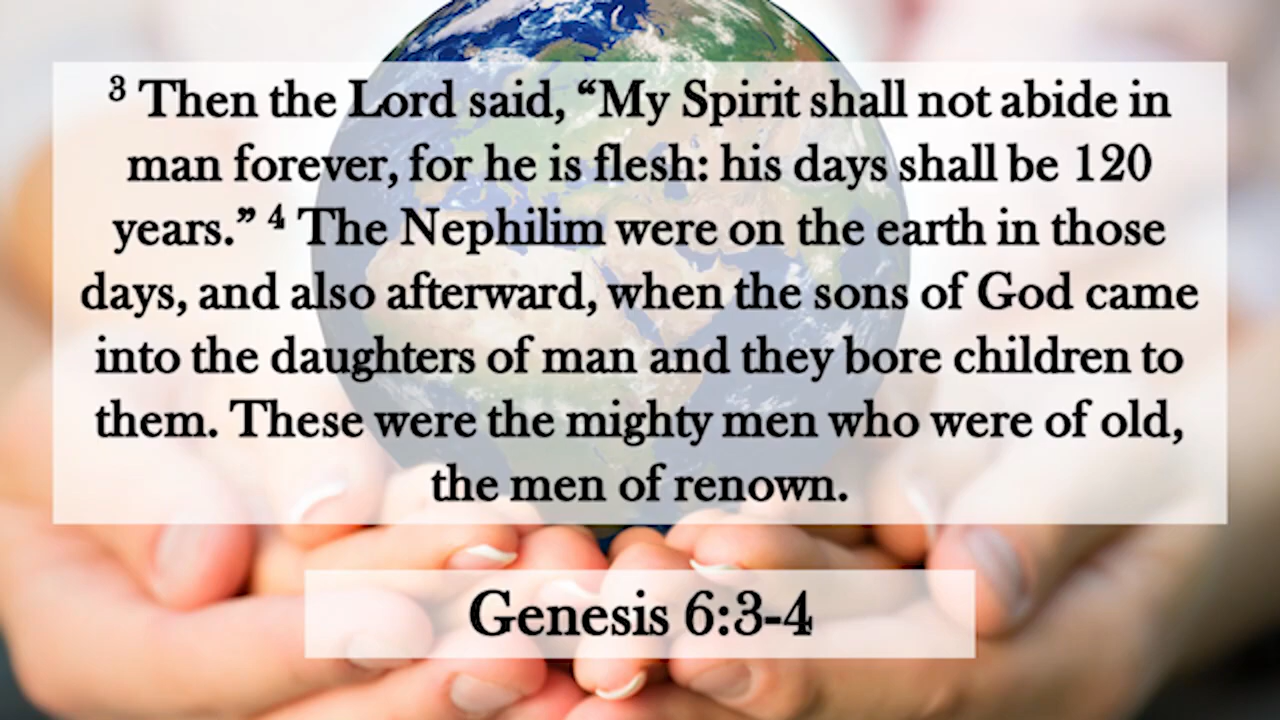 ³ Then the Lord said, “My Spirit shall not abide in
man forever, for he is flesh: his days shall be 120
years.” ⁴ The Nephilim were on the earth in those
days, and also afterward, when the sons of God came
into the daughters of man and they bore children to
them. These were the mighty men who were of old,
the men of renown.
Genesis 6:3-4